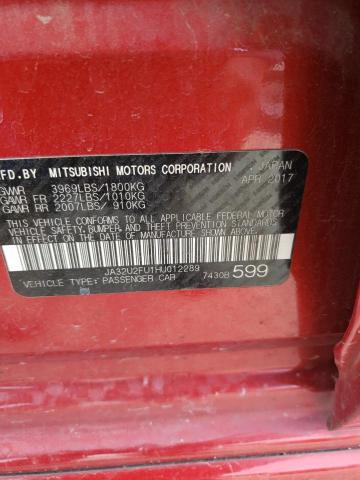 MFD.BY MITSUBISHI MOTORS CORPORATION JAPAN
GVWR 3969LBS/1800KG APR 2017
GAWR FR 2227LBS/1010KG
GAWR RR 2007LBS/ 910KG
THIS VEHICLE CONFORMS TO ALL APPLICABLE FEDERAL MOTOR
VEHICLE SAFETY, BUMPER, AND THEFT PREVENTION STANDARDS
IN EFFECT ON THE DATE OF MANUFACTURE SHOWN ABOVE.
JA32U2FU1HU012289
VEHICLE TYPE: PASSENGER CAR 7430B 599